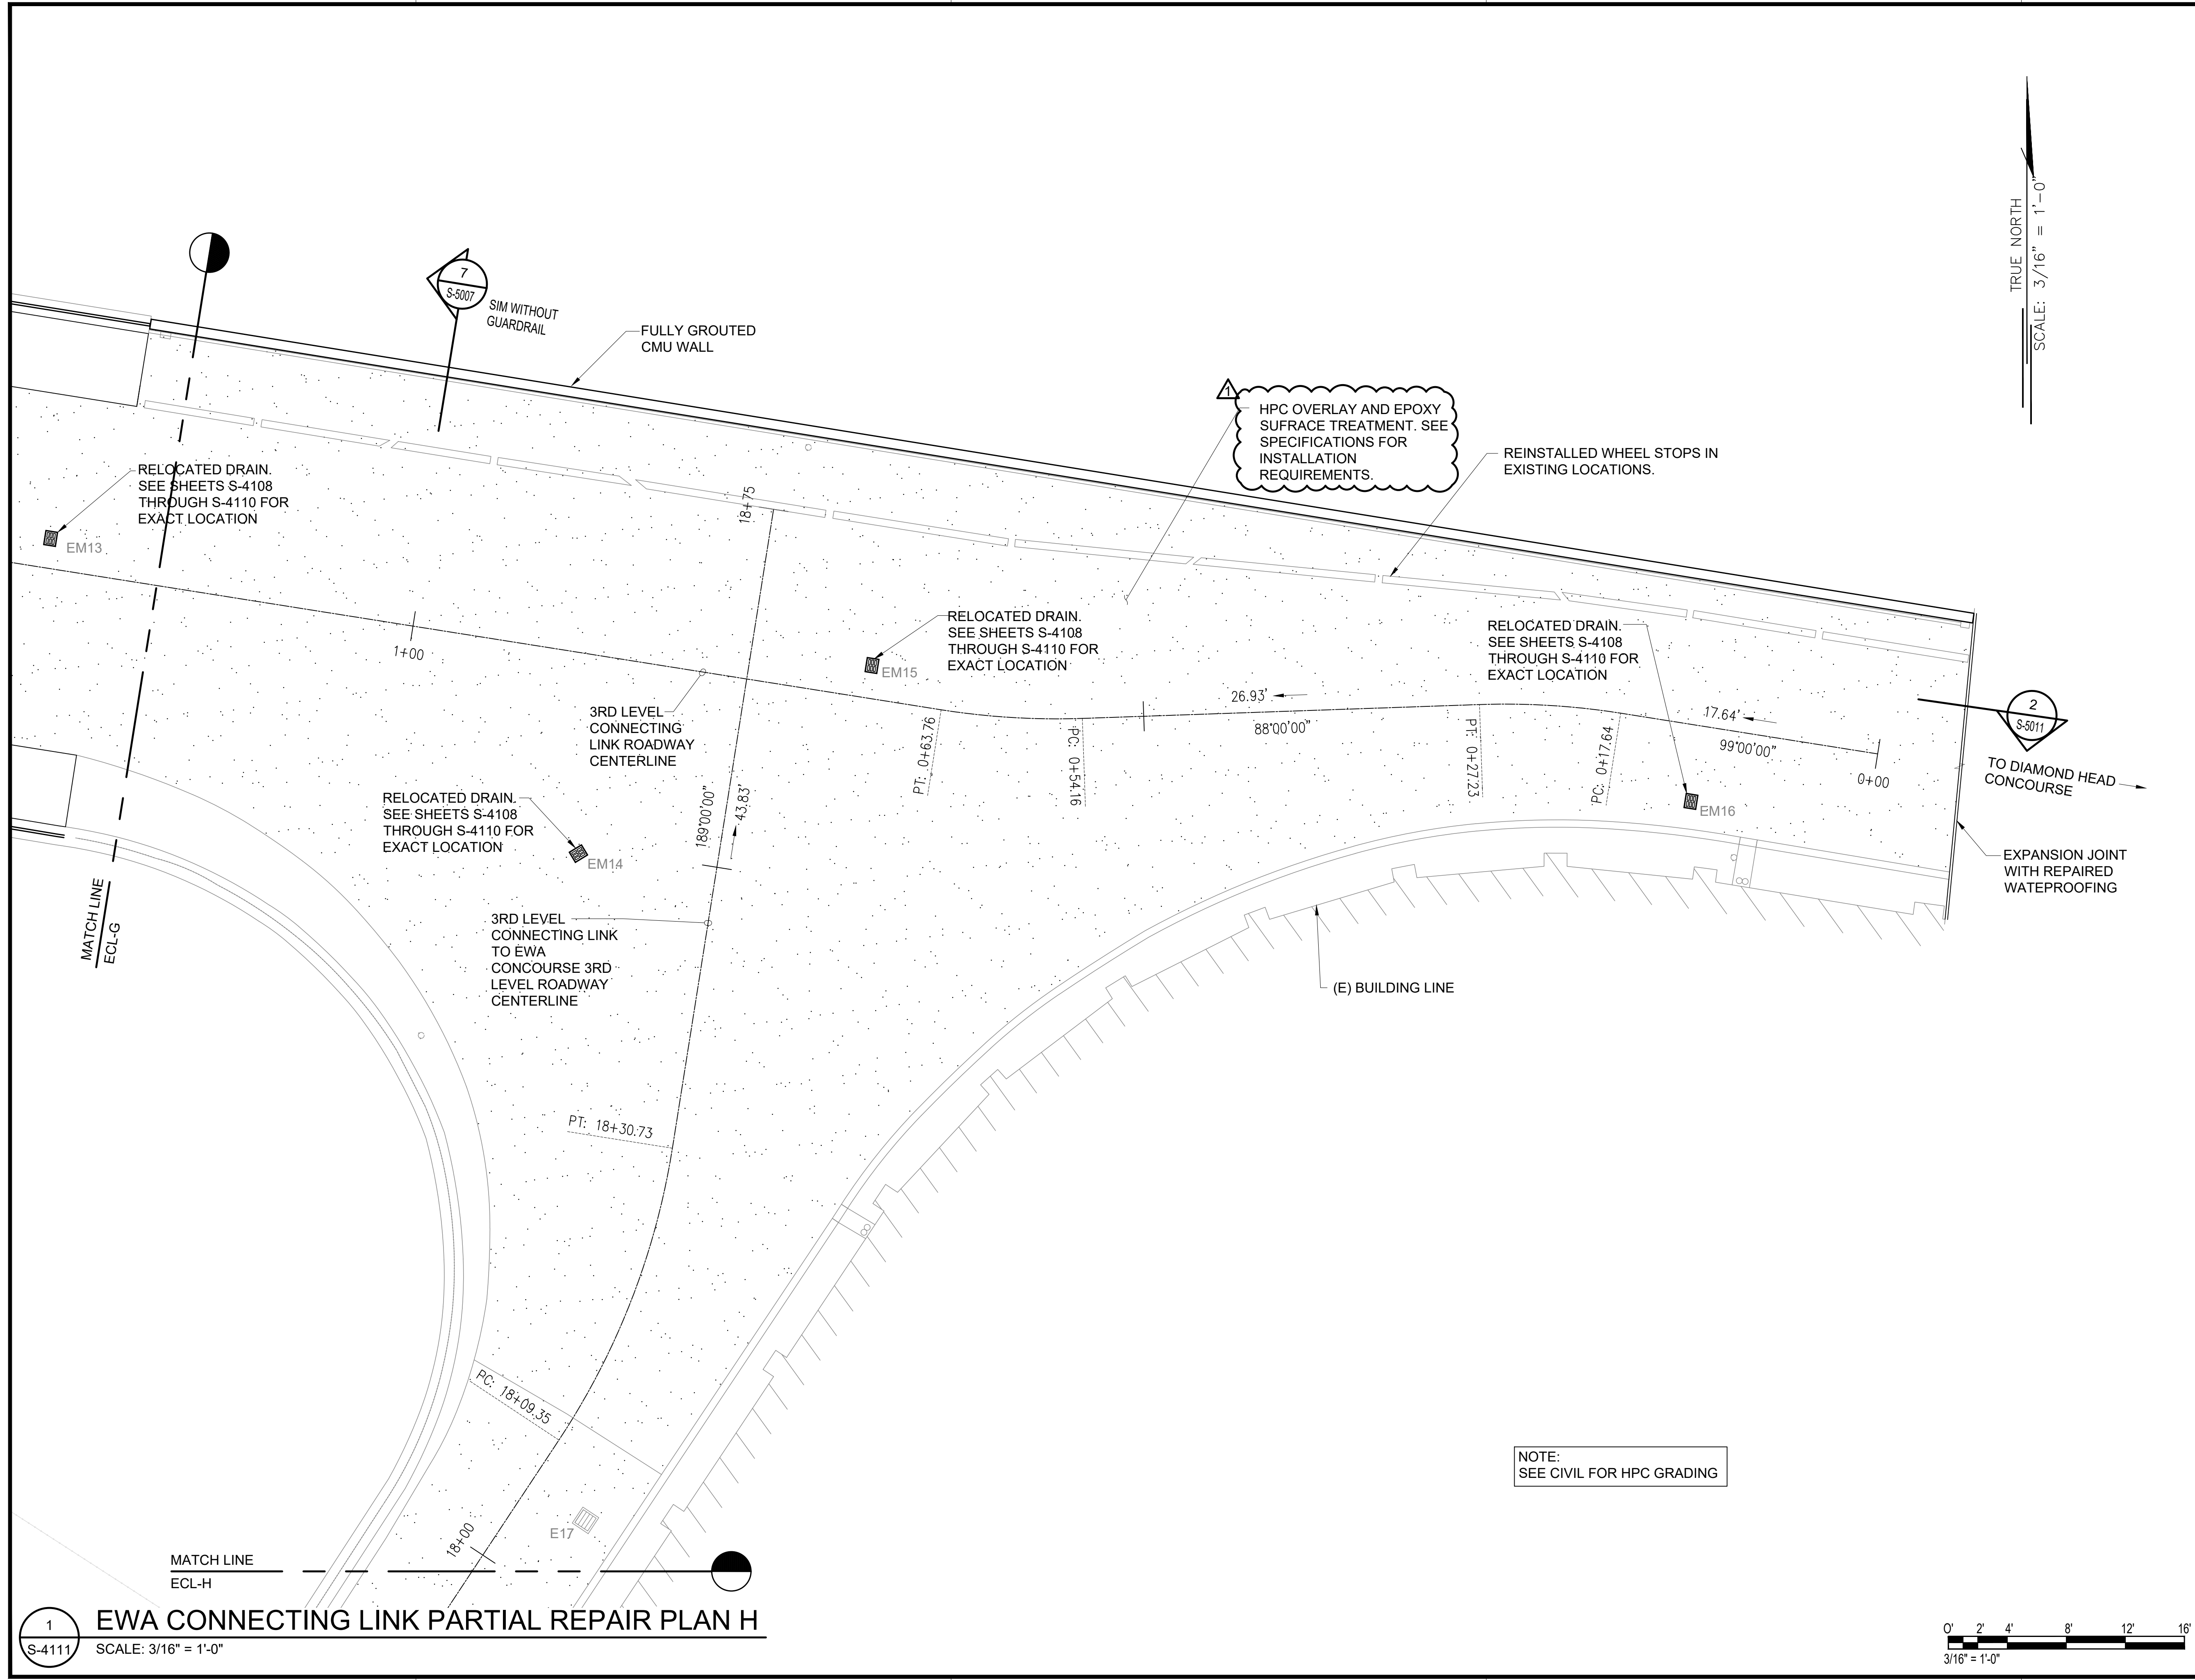 TRUE NORTH
SCALE: 3/16" = 1'-0"
7
S-5007
SIM WITHOUT
GUARDRAIL
FULLY GROUTED
CMU WALL
1
HPC OVERLAY AND EPOXY
SUFRACE TREATMENT. SEE
SPECIFICATIONS FOR
INSTALLATION
REQUIREMENTS.
REINSTALLED WHEEL STOPS IN
EXISTING LOCATIONS.
RELOCATED DRAIN.
SEE SHEETS S-4108
THROUGH S-4110 FOR
EXACT LOCATION
EM13
18+75
1+00
RELOCATED DRAIN.
SEE SHEETS S-4108
THROUGH S-4110 FOR
EXACT LOCATION
EM15
RELOCATED DRAIN.
SEE SHEETS S-4108
THROUGH S-4110 FOR
EXACT LOCATION
EM16
3RD LEVEL
CONNECTING
LINK ROADWAY
CENTERLINE
PT: 0+63.76
PC: 0+54.16
26.93'
88°00'00"
PT: 0+27.23
PC: 0+17.64
17.64'
99°00'00"
0+00
2
S-5011
TO DIAMOND HEAD
CONCOURSE
RELOCATED DRAIN.
SEE SHEETS S-4108
THROUGH S-4110 FOR
EXACT LOCATION
EM14
189°00'00"
43.83'
EXPANSION JOINT
WITH REPAIRED
WATEPROOFING
MATCH LINE
ECL-G
3RD LEVEL
CONNECTING LINK
TO EWA
CONCOURSE 3RD
LEVEL ROADWAY
CENTERLINE
(E) BUILDING LINE
PT: 18+30.73
PC: 18+09.35
18+00
E17
NOTE:
SEE CIVIL FOR HPC GRADING
MATCH LINE
ECL-H
1
S-4111
EWA CONNECTING LINK PARTIAL REPAIR PLAN H
SCALE: 3/16" = 1'-0"
0' 2' 4' 8' 12' 16'
3/16" = 1'-0"